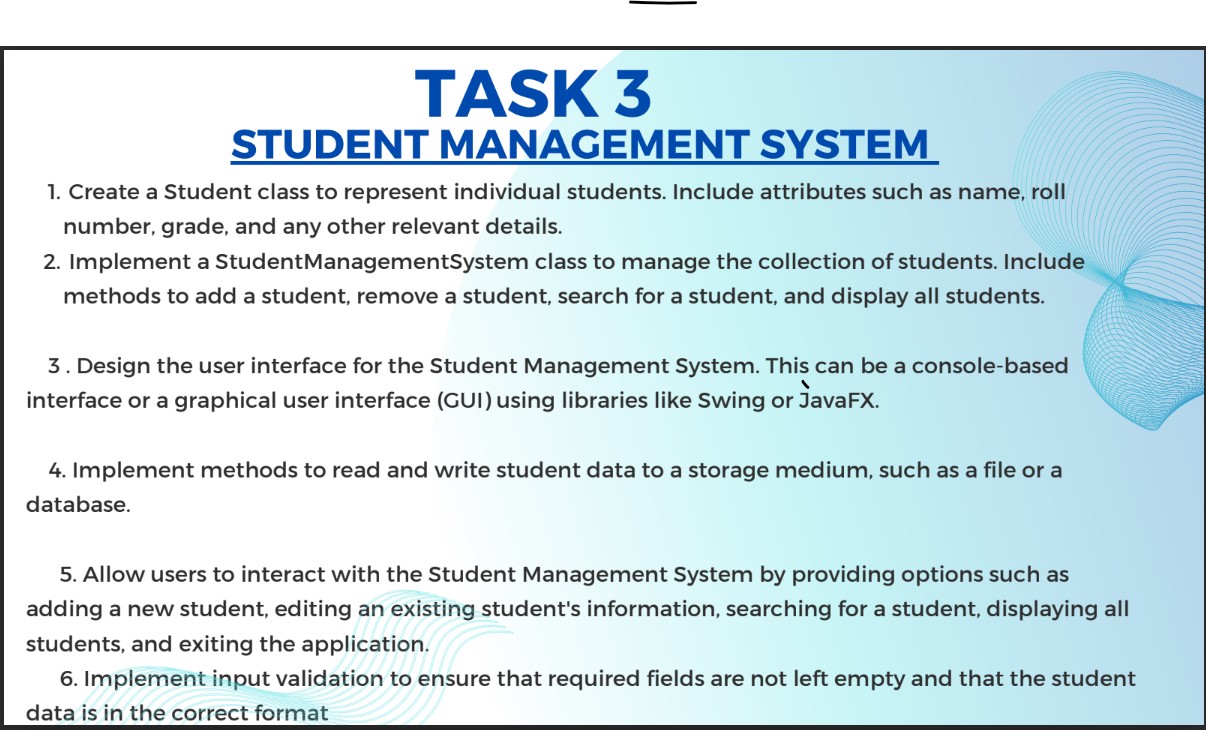 TASK 3
STUDENT MANAGEMENT SYSTEM
1. Create a Student class to represent individual students. Include attributes such as name, roll
number, grade, and any other relevant details.
2. Implement a StudentManagementSystem class to manage the collection of students. Include
methods to add a student, remove a student, search for a student, and display all students.
3 . Design the user interface for the Student Management System. This can be a console-based
interface or a graphical user interface (GUI) using libraries like Swing or JavaFX.
4. Implement methods to read and write student data to a storage medium, such as a file or a
database.
5. Allow users to interact with the Student Management System by providing options such as
adding a new student, editing an existing student's information, searching for a student, displaying all
students, and exiting the application.
6. Implement input validation to ensure that required fields are not left empty and that the student
data is in the correct format